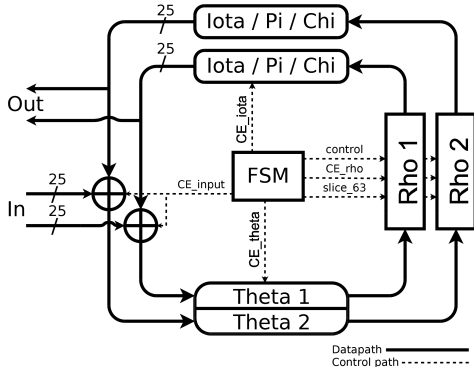 25
Iota / Pi / Chi
25
Iota / Pi / Chi
Out
CE_iota
control
FSM
CE_rho
Rho 1
Rho 2
25
CE_input
slice_63
In
25
CE_theta
Theta 1
Theta 2
Datapath
Control path